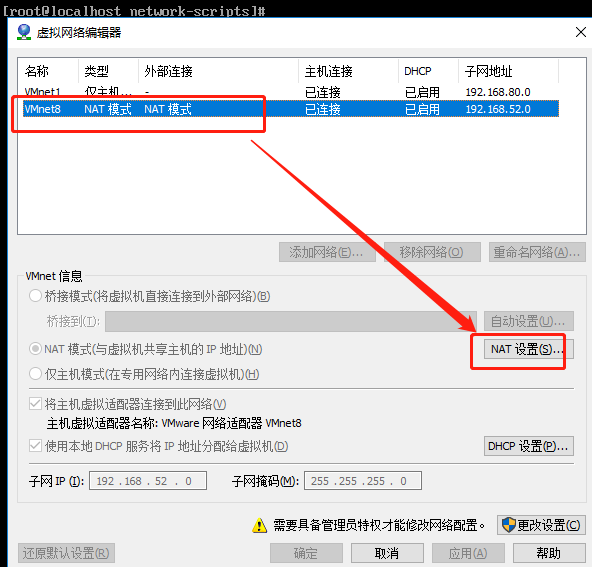 [root@localhost network-scripts]#
虚拟网络编辑器
名称 类型 外部连接 主机连接 DHCP 子网地址
VMnet1 仅主机... - 已连接 已启用 192.168.80.0
VMnet8 NAT 模式 NAT 模式 已连接 已启用 192.168.52.0
添加网络(E)... 移除网络(O) 重命名网络(A)...
VMnet 信息
桥接模式(将虚拟机直接连接到外部网络)(B)
桥接到(T): 自动设置(U)...
NAT 模式(与虚拟机共享主机的 IP 地址)(N) NAT 设置(S)...
仅主机模式(在专用网络内连接虚拟机)(H)
将主机虚拟适配器连接到此网络(V)
主机虚拟适配器名称: VMware 网络适配器 VMnet8
使用本地 DHCP 服务将 IP 地址分配给虚拟机(D) DHCP 设置(P)...
子网 IP (I): 192 . 168 . 52 . 0 子网掩码(M): 255 . 255 . 255 . 0
需要具备管理员特权才能修改网络配置。 更改设置(C)
还原默认设置(R) 确定 取消 应用(A) 帮助